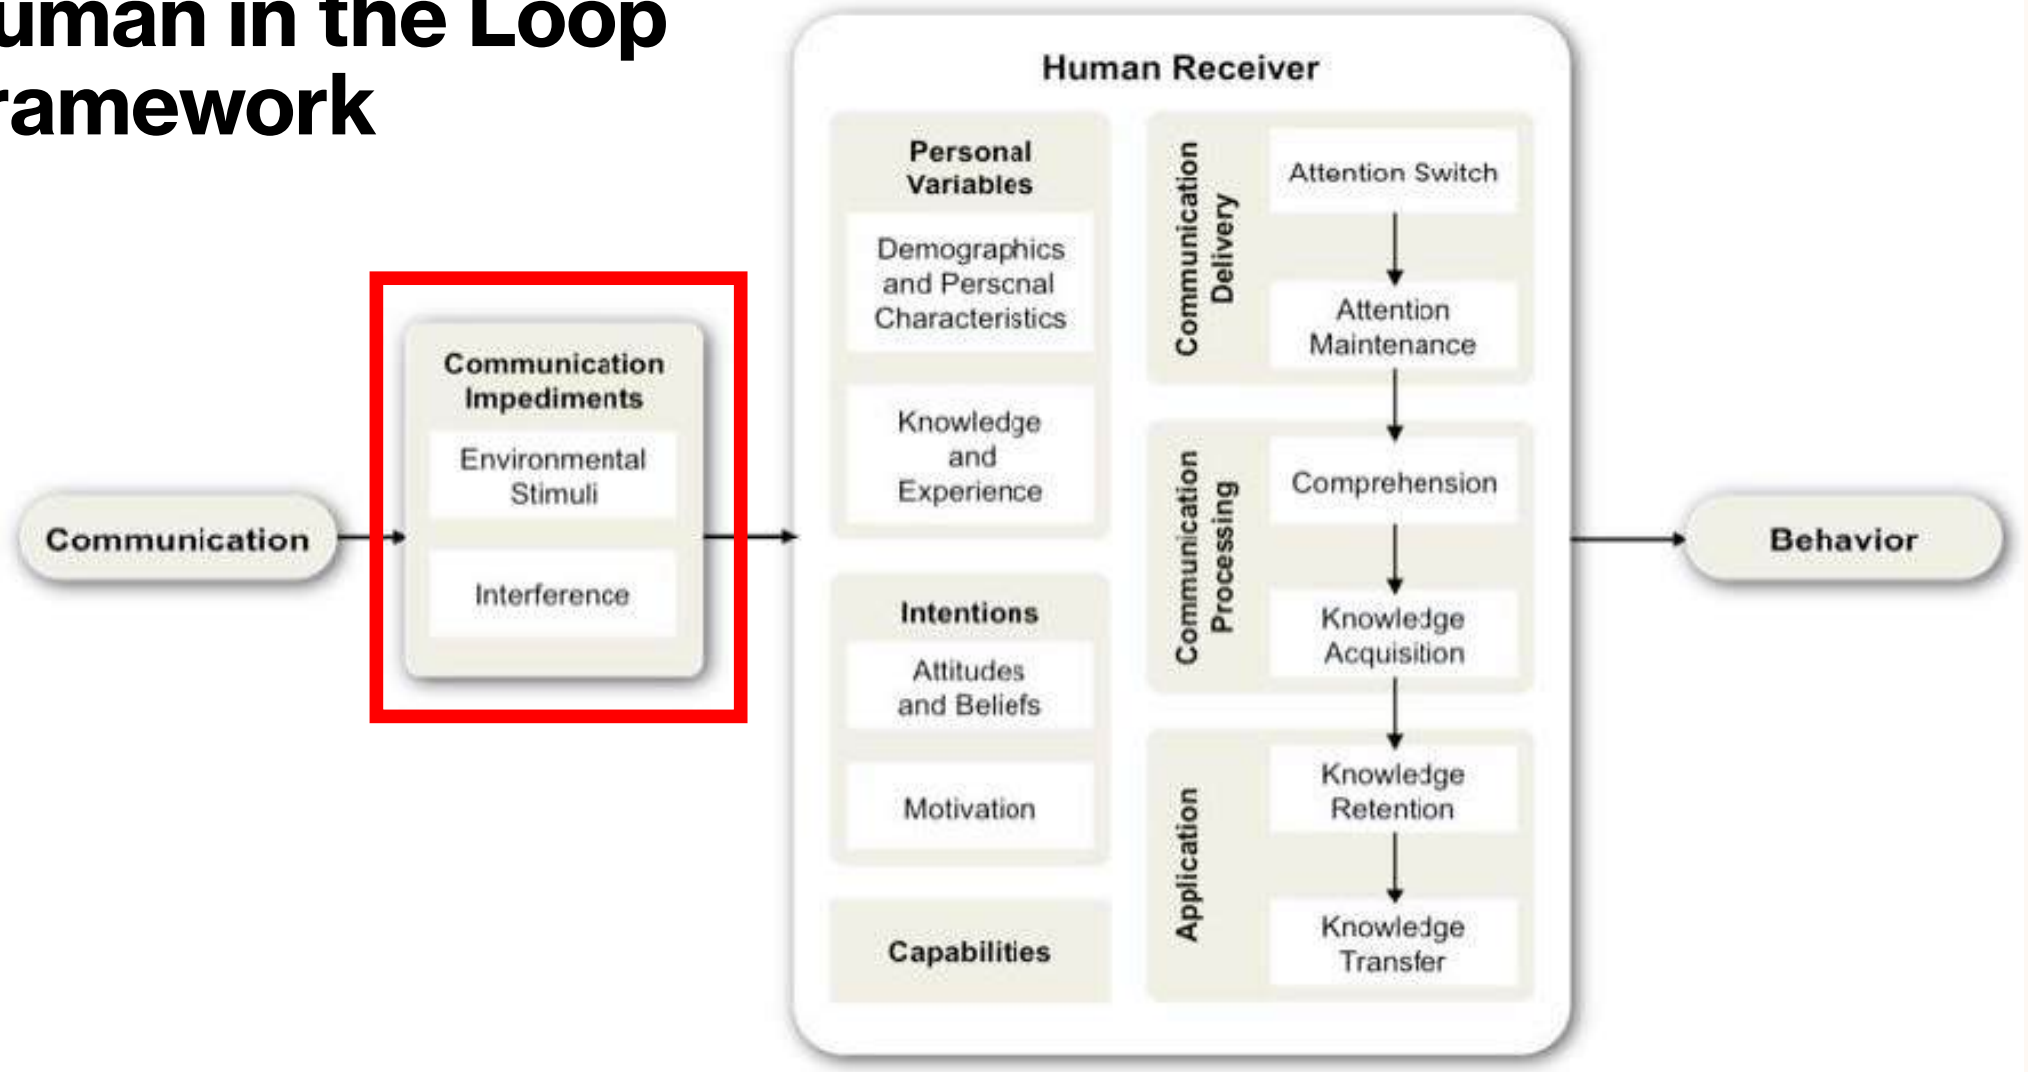 uman in the Loop
ramework
Communication
Communication
Impediments
Environmental
Stimuli
Interference
Human Receiver
Personal
Variables
Demographics
and Personal
Characteristics
Knowledge
and
Experience
Intentions
Attitudes
and Beliefs
Motivation
Capabilities
Communication
Delivery
Attention Switch
Attention
Maintenance
Communication
Processing
Comprehension
Knowledge
Acquisition
Application
Knowledge
Retention
Knowledge
Transfer
Behavior